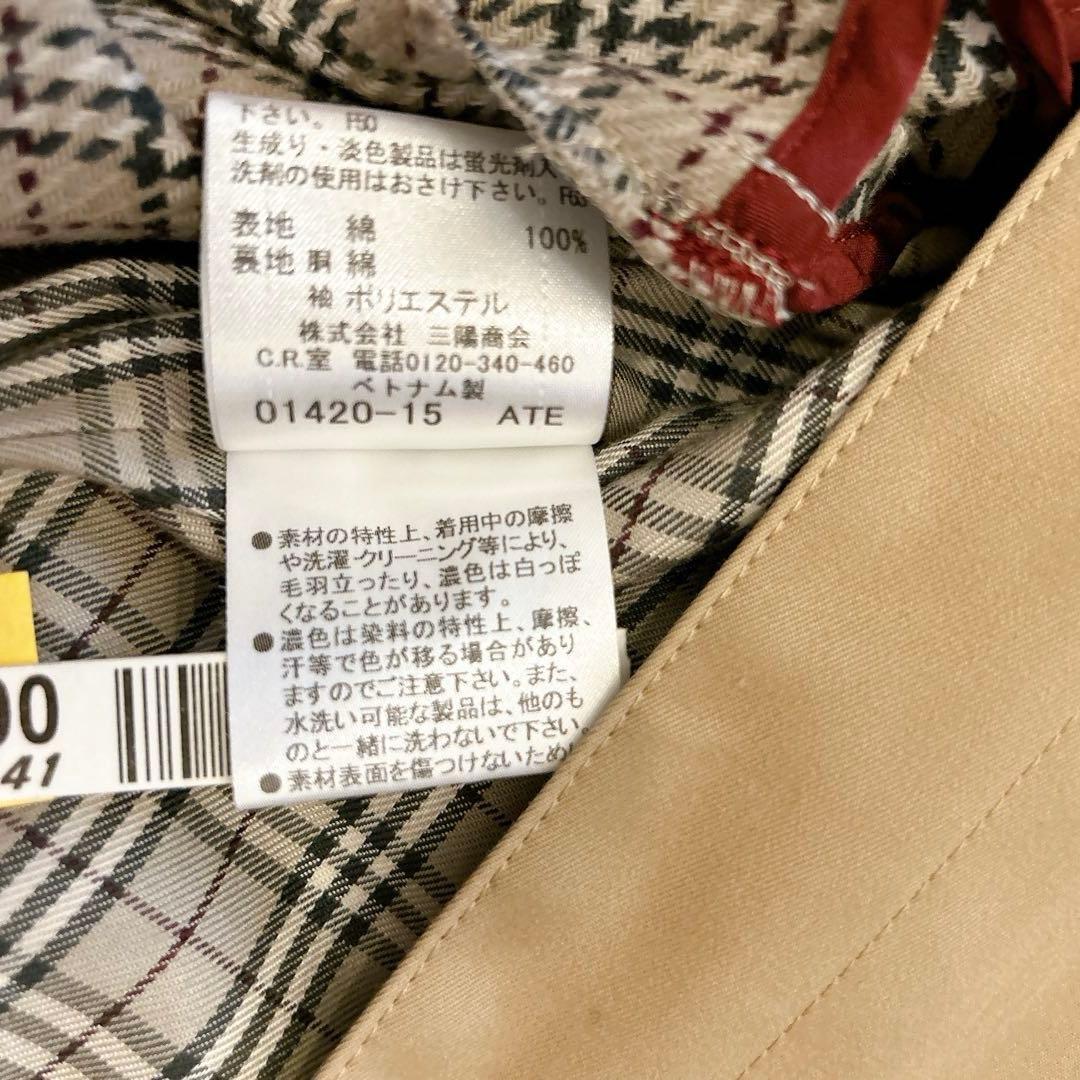 下さい。F50
生成り・淡色製品は蛍光剤入
洗剤の使用はおさけ下さい。F63
表地 綿 100%
裏地 胴 綿
袖 ポリエステル
株式会社 三陽商会
C.R.室 電話0120-340-460
ベトナム製
01420-15 ATE
●素材の特性上、着用中の摩擦
や洗濯・クリーニング等により、
毛羽立ったり、濃色は白っぽ
くなることがあります。
●濃色は染料の特性上、摩擦、
汗等で色が移る場合があり
ますのでご注意下さい。また、
水洗い可能な製品は、他のも
のと一緒に洗わないで下さい。
●素材表面を傷つけないため
00
41